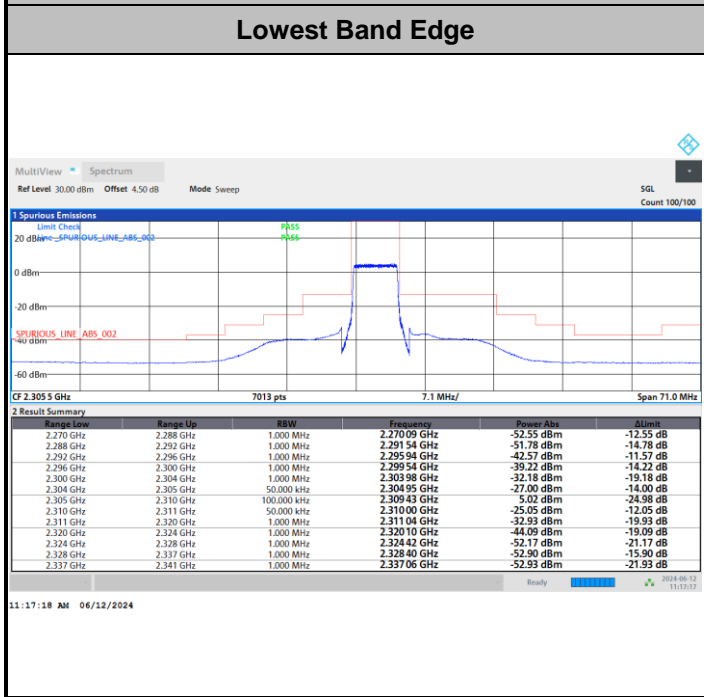 Lowest Band Edge
MultiView Spectrum
Ref Level 30.00 dBm Offset 4.50 dB Mode Sweep SGL
Count 100/100
1 Spurious Emissions
Limit Check PASS
20 dBm Line _SPURIOUS_LINE_ABS_002 PASS
0 dBm
-20 dBm
_SPURIOUS_LINE_ABS_002
-40 dBm
-60 dBm
CF 2.305 5 GHz 7013 pts 7.1 MHz/ Span 71.0 MHz
2 Result Summary
Range Low Range Up RBW Frequency Power Abs ΔLimit
2.270 GHz 2.288 GHz 1.000 MHz 2.270 09 GHz -52.55 dBm -12.55 dB
2.288 GHz 2.292 GHz 1.000 MHz 2.291 54 GHz -51.78 dBm -14.78 dB
2.292 GHz 2.296 GHz 1.000 MHz 2.295 94 GHz -42.57 dBm -11.57 dB
2.296 GHz 2.300 GHz 1.000 MHz 2.299 54 GHz -39.22 dBm -14.22 dB
2.300 GHz 2.304 GHz 1.000 MHz 2.303 98 GHz -32.18 dBm -19.18 dB
2.304 GHz 2.305 GHz 50.000 kHz 2.304 95 GHz -27.00 dBm -14.00 dB
2.305 GHz 2.310 GHz 100.000 kHz 2.309 43 GHz 5.02 dBm -24.98 dB
2.310 GHz 2.311 GHz 50.000 kHz 2.310 00 GHz -25.05 dBm -12.05 dB
2.311 GHz 2.320 GHz 1.000 MHz 2.311 04 GHz -32.93 dBm -19.93 dB
2.320 GHz 2.324 GHz 1.000 MHz 2.320 10 GHz -44.09 dBm -19.09 dB
2.324 GHz 2.328 GHz 1.000 MHz 2.324 42 GHz -52.17 dBm -21.17 dB
2.328 GHz 2.337 GHz 1.000 MHz 2.328 40 GHz -52.90 dBm -15.90 dB
2.337 GHz 2.341 GHz 1.000 MHz 2.337 06 GHz -52.93 dBm -21.93 dB
Ready 2024-06-12
11:17:17
11:17:18 AM 06/12/2024